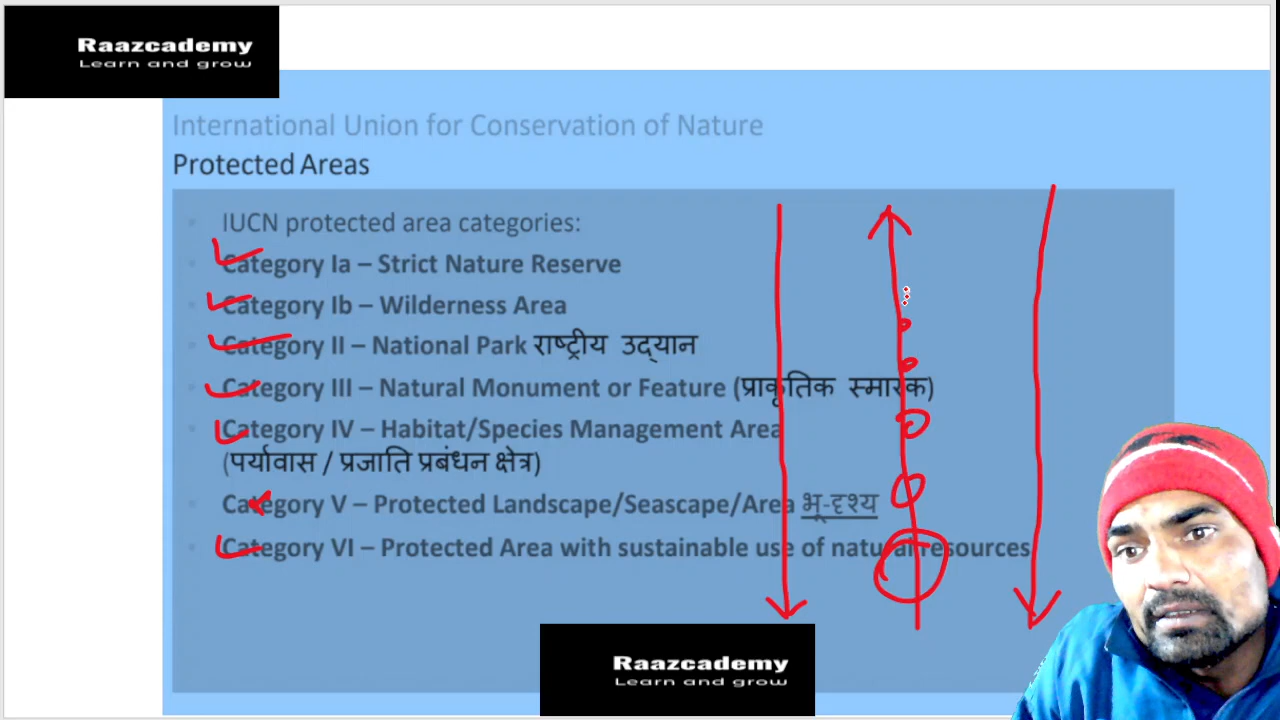 Raazcademy
Learn and grow
International Union for Conservation of Nature
Protected Areas
IUCN protected area categories:
Category Ia – Strict Nature Reserve
Category Ib – Wilderness Area
Category II – National Park राष्ट्रीय उद्यान
Category III – Natural Monument or Feature (प्राकृतिक स्मारक)
Category IV – Habitat/Species Management Area
(पर्यावास / प्रजाति प्रबंधन क्षेत्र)
Category V – Protected Landscape/Seascape/Area भू-दृश्य
Category VI – Protected Area with sustainable use of natural resources
Raazcademy
Learn and grow